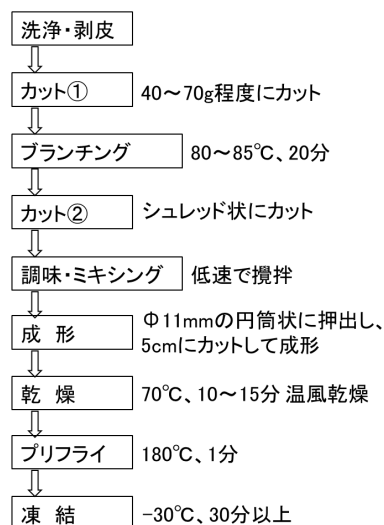 洗浄・剥皮
カット① 40～70g程度にカット
ブランチング 80～85℃、20分
カット② シュレッド状にカット
調味・ミキシング 低速で攪拌
成 形 Φ11mmの円筒状に押出し、
5cmにカットして成形
乾 燥 70℃、10～15分 温風乾燥
プリフライ 180℃、1分
凍 結 -30℃、30分以上